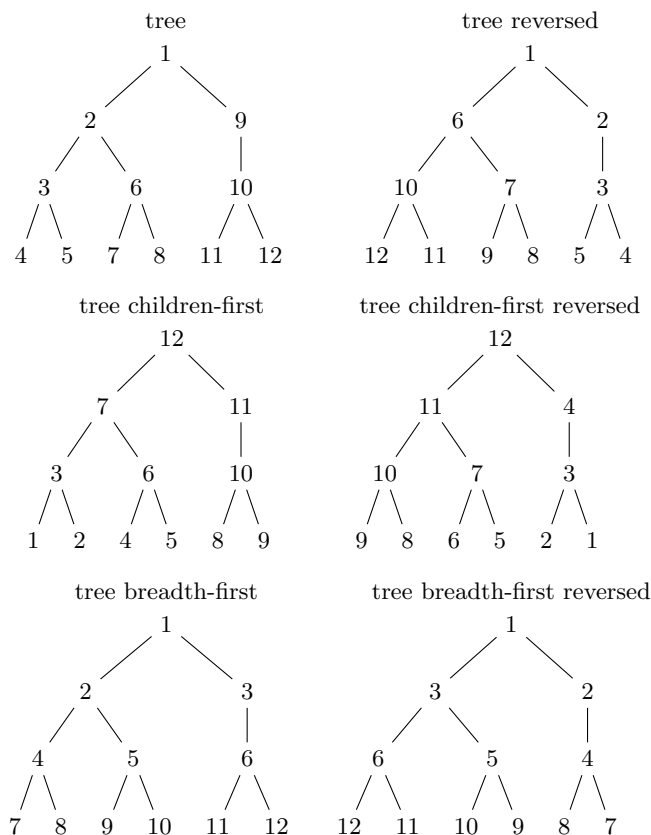 tree
tree reversed
1
1
2 9
6 2
3 6 10
10 7 3
4 5 7 8 11 12
12 11 9 8 5 4
tree children-first
tree children-first reversed
12
12
7 11
11 4
3 6 10
10 7 3
1 2 4 5 8 9
9 8 6 5 2 1
tree breadth-first
tree breadth-first reversed
1
1
2 3
3 2
4 5 6
6 5 4
7 8 9 10 11 12
12 11 10 9 8 7